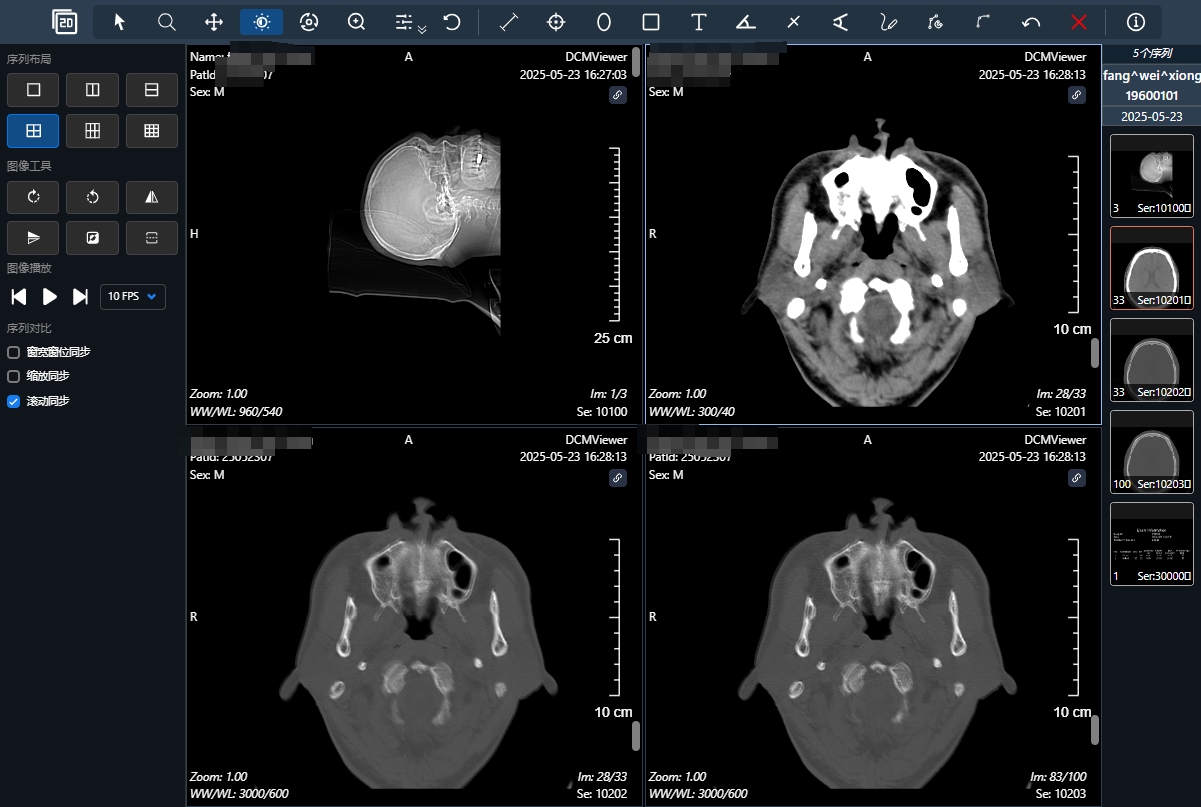 2D
序列布局
图像工具
图像播放
10 FPS
序列对比
窗宽窗位同步
缩放同步
滚动同步
Name:
PatId
Sex: M
A
DCMViewer
2025-05-23 16:27:03
H
25 cm
Zoom: 1.00
WW/WL: 960/540
Im: 1/3
Se: 10100
Sex: M
A
DCMViewer
2025-05-23 16:28:13
R
10 cm
Zoom: 1.00
WW/WL: 300/40
Im: 28/33
Se: 10201
Sex: M
A
DCMViewer
2025-05-23 16:28:13
R
10 cm
Zoom: 1.00
WW/WL: 3000/600
Im: 28/33
Se: 10202
Sex: M
A
DCMViewer
2025-05-23 16:28:13
R
10 cm
Zoom: 1.00
WW/WL: 3000/600
Im: 83/100
Se: 10203
5个序列
fang^wei^xiong
19600101
2025-05-23
3 Ser:10100
33 Ser:10201
33 Ser:10202
100 Ser:10203
1 Ser:30000